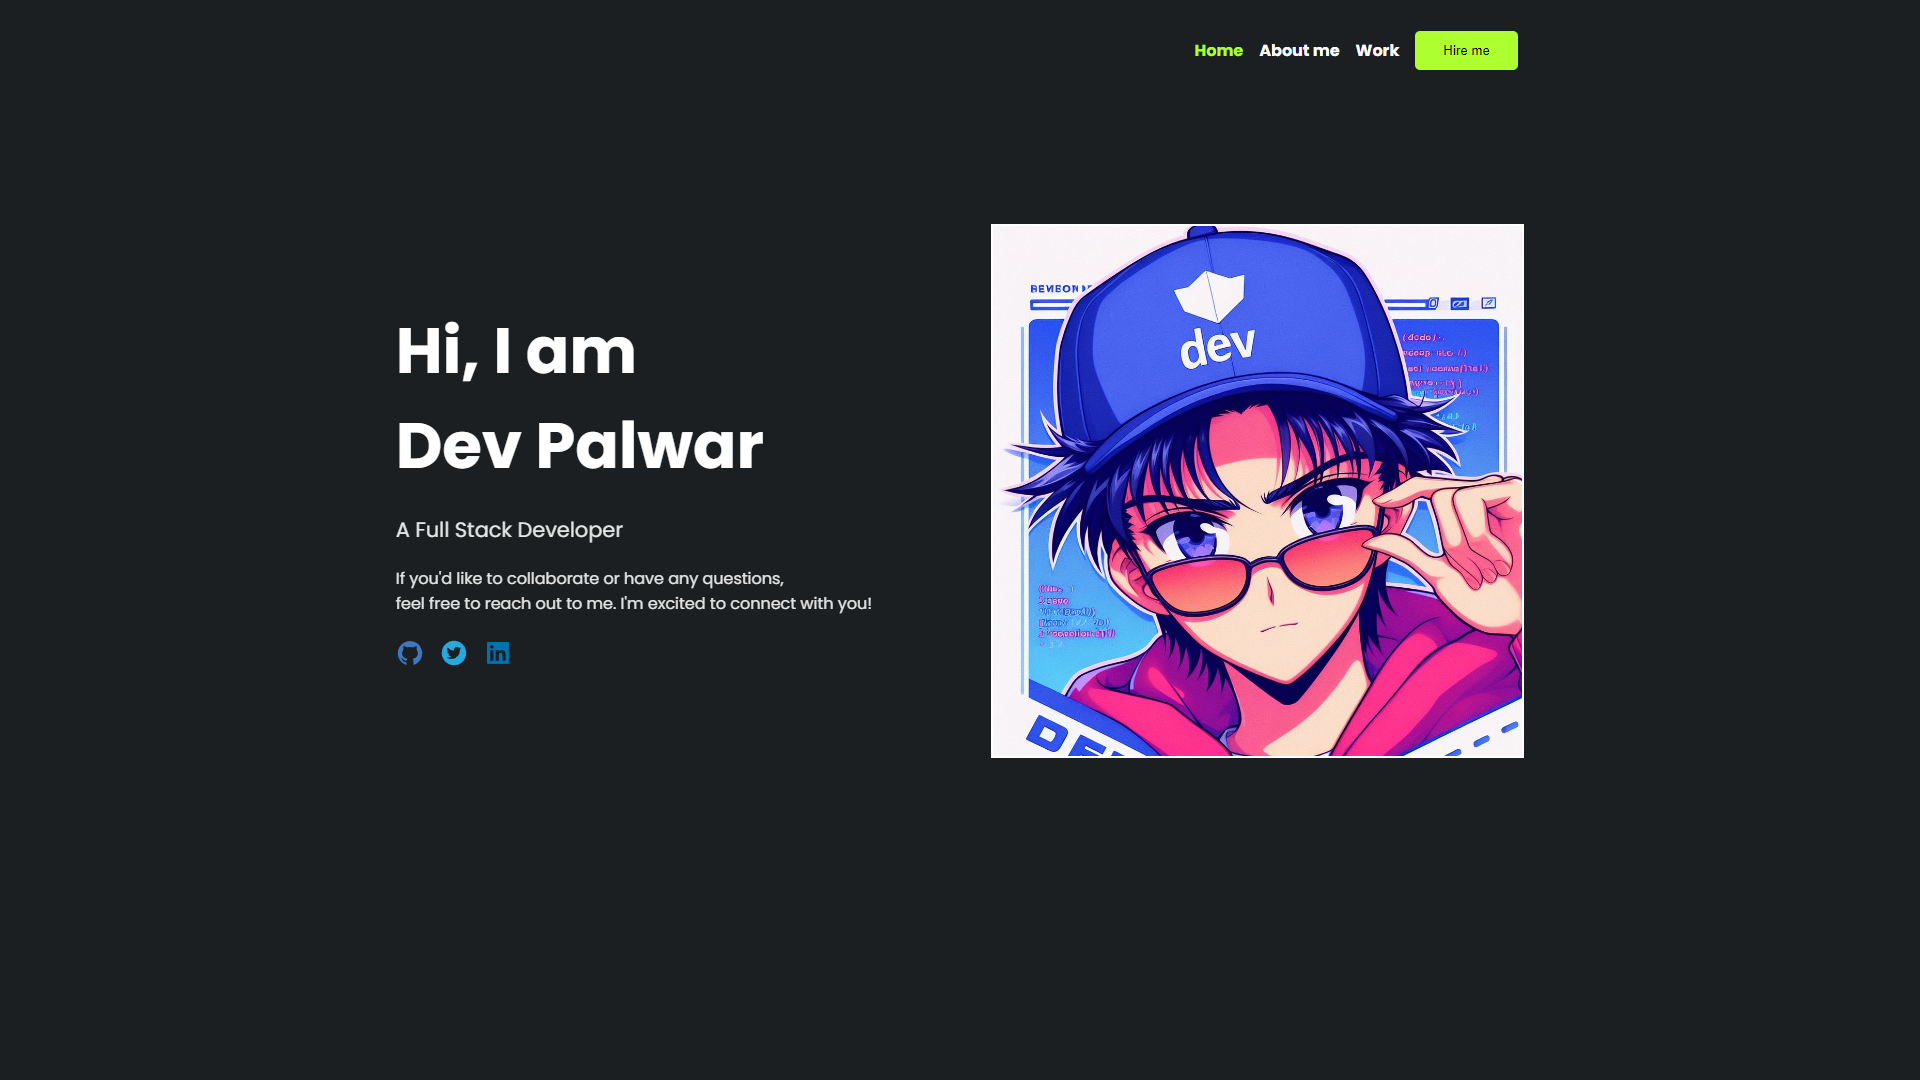 Home About me Work Hire me
Hi, I am
Dev Palwar
A Full Stack Developer
If you'd like to collaborate or have any questions,
feel free to reach out to me. I'm excited to connect with you!
dev